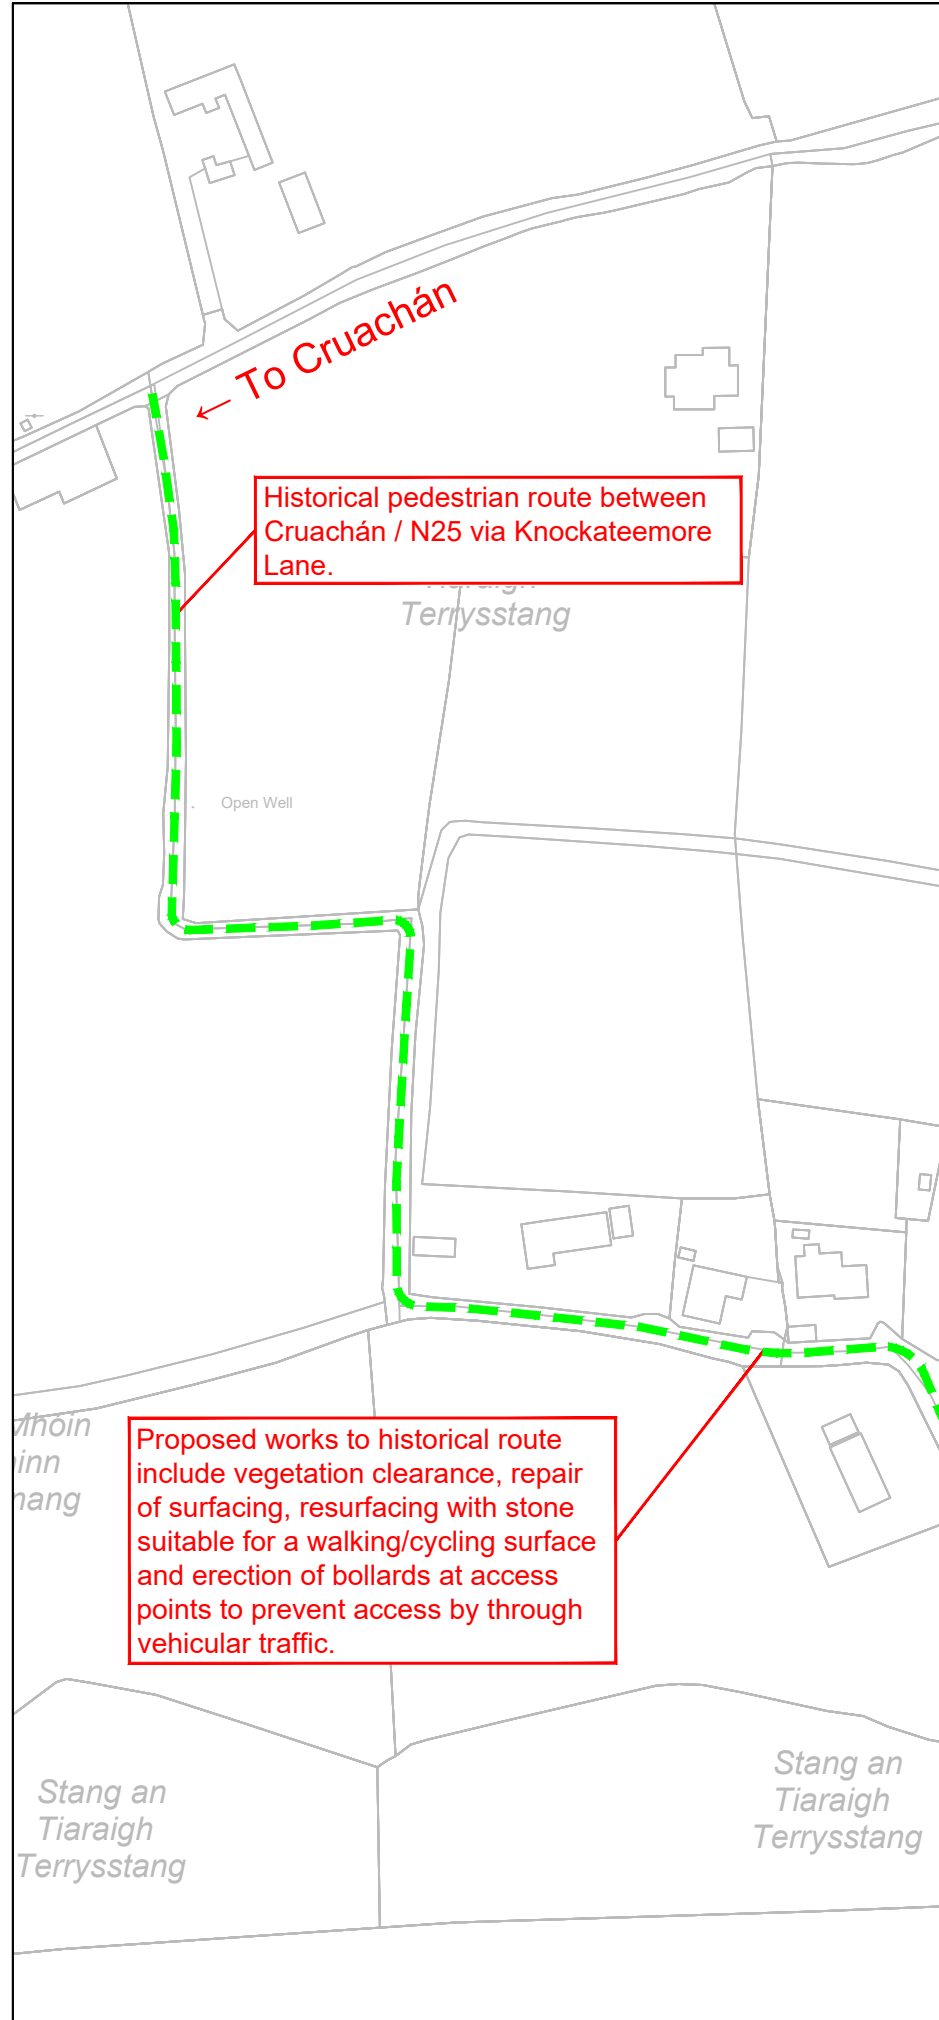 ← To Cruachán
Historical pedestrian route between
Cruachán / N25 via Knockateemore
Lane.
Terrysstang
Open Well
inn
Proposed works to historical route
include vegetation clearance, repair
of surfacing, resurfacing with stone
suitable for a walking/cycling surface
and erection of bollards at access
points to prevent access by through
vehicular traffic.
Stang an
Tiaraigh
Terrysstang
Stang an
Tiaraigh
Terrysstang